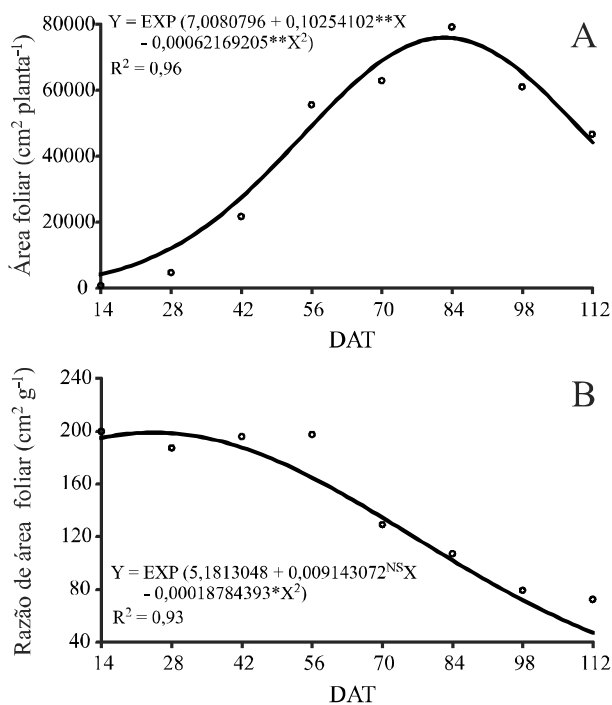 Y = EXP (7,0080796 + 0,10254102**X
- 0,00062169205**X²)
R² = 0,96
A
Área foliar (cm² planta⁻¹)
80000
60000
40000
20000
0
14 28 42 56 70 84 98 112
DAT
B
Razão de área foliar (cm² g⁻¹)
240
200
160
120
80
40
Y = EXP (5,1813048 + 0,009143072ᴺˢX
- 0,00018784393*X²)
R² = 0,93
14 28 42 56 70 84 98 112
DAT